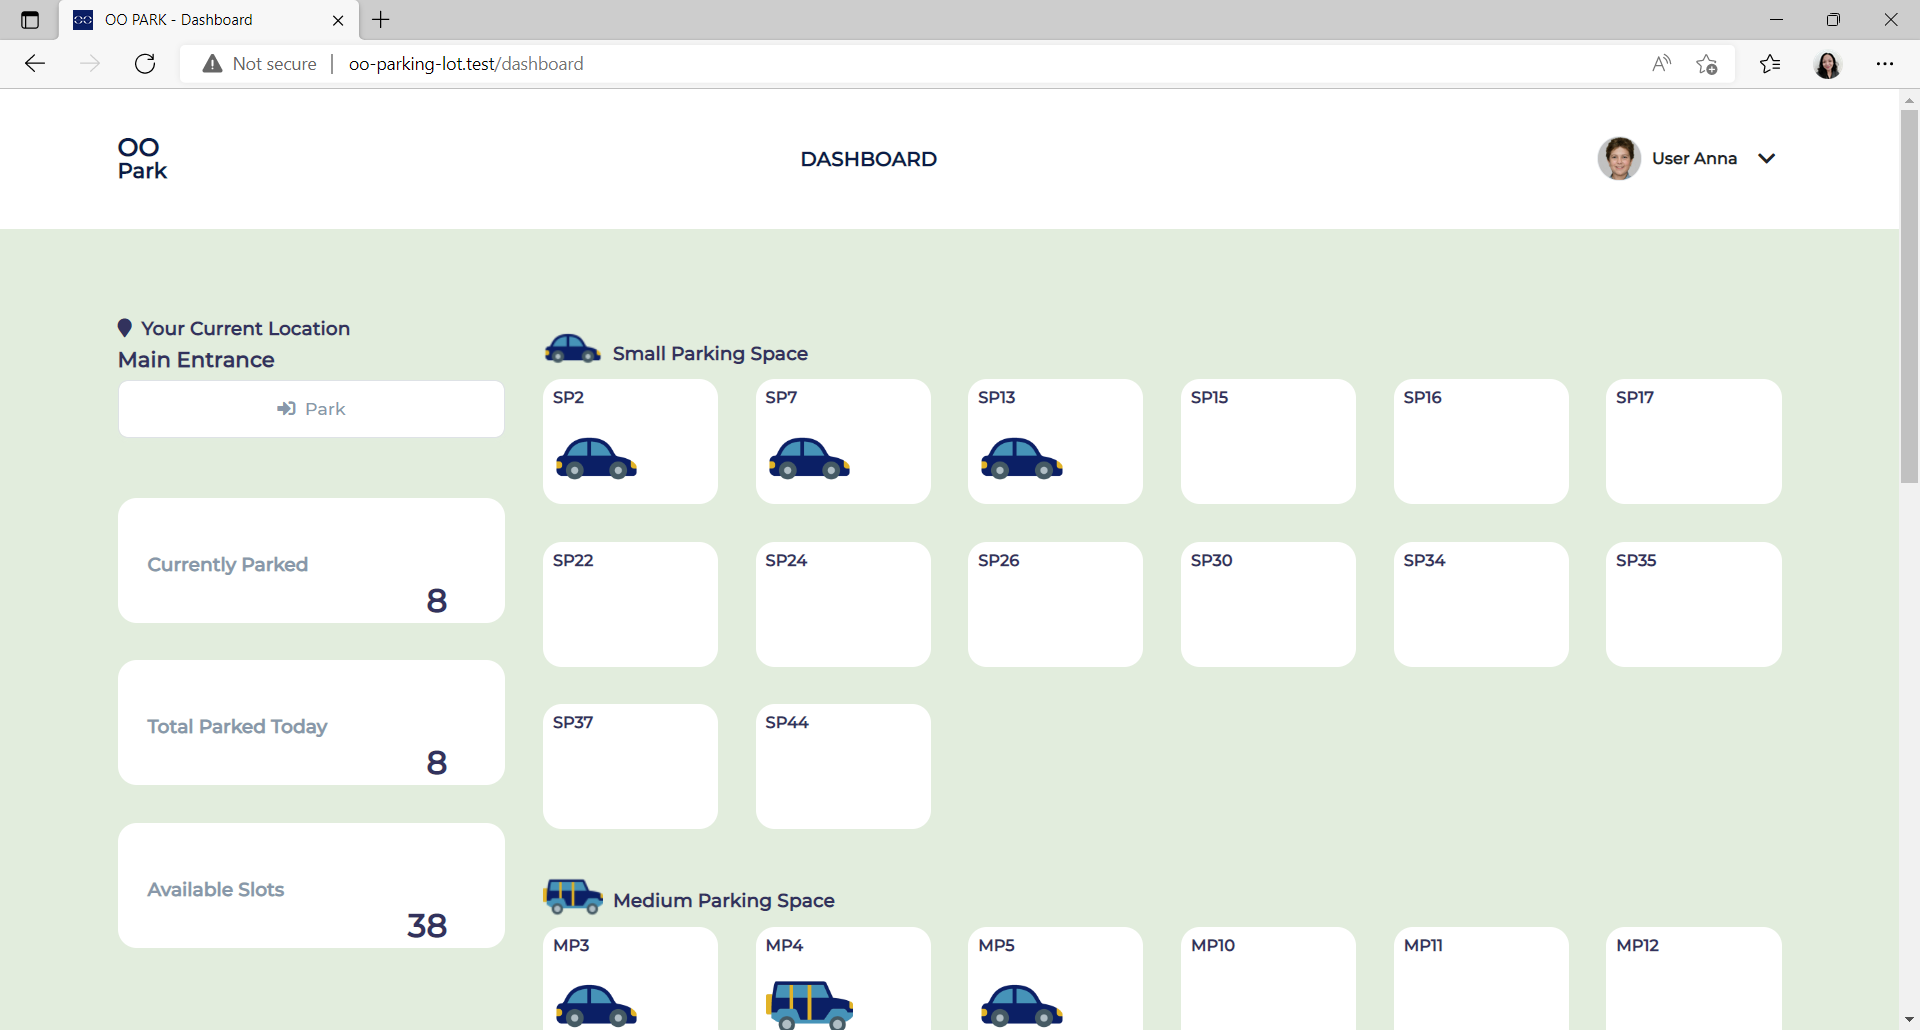 OO PARK - Dashboard
Not secure
oo-parking-lot.test/dashboard
OO
Park
DASHBOARD
User Anna
Your Current Location
Main Entrance
Park
Currently Parked
8
Total Parked Today
8
Available Slots
38
Small Parking Space
SP2 SP7 SP13 SP15 SP16 SP17
SP22 SP24 SP26 SP30 SP34 SP35
SP37 SP44
Medium Parking Space
MP3 MP4 MP5 MP10 MP11 MP12